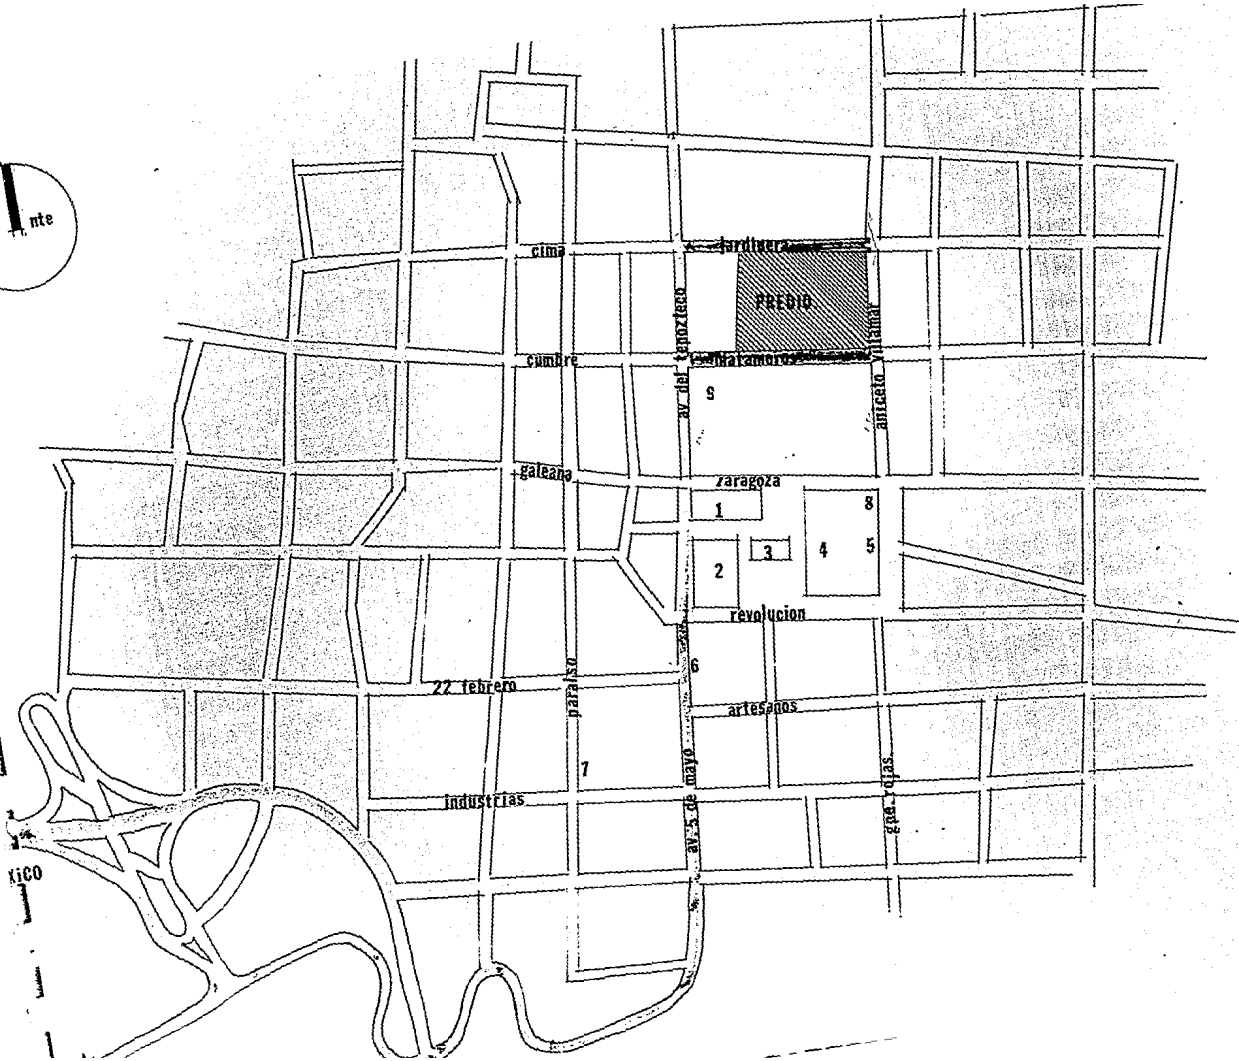 nte
cima
jardinera
PREDIO
av del tepozteco
aniceto villamar
cumbre
Matamoros
9
galeana
zaragoza
1
8
2
3
4
5
revolucion
6
22 febrero
paraiso
artesanos
7
industrias
av 5 de mayo
gpe rojas
XiCO